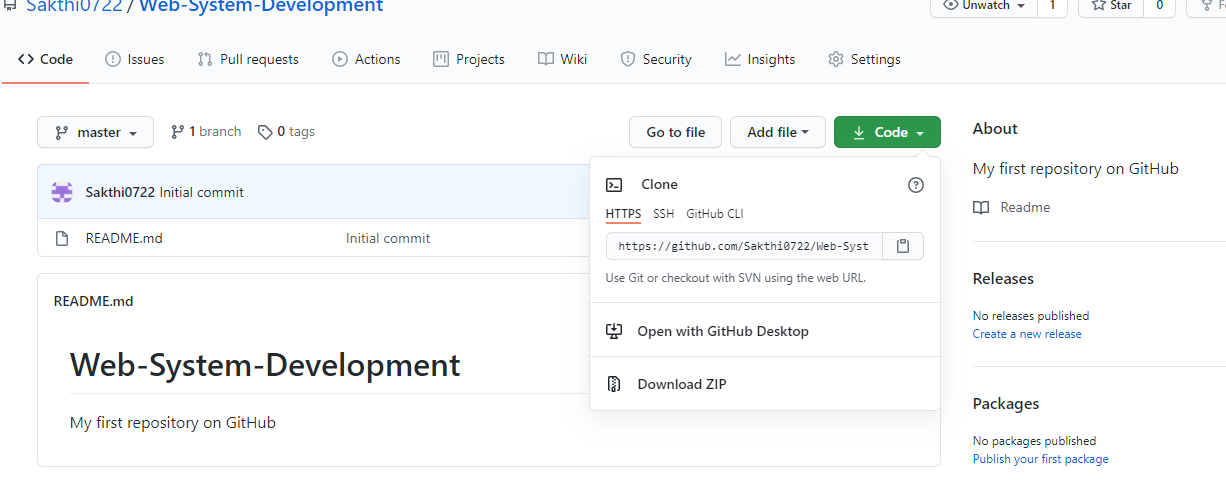 Sakthi0722 / Web-System-Development
Unwatch 1 Star 0
Code Issues Pull requests Actions Projects Wiki Security Insights Settings
master 1 branch 0 tags Go to file Add file Code
Sakthi0722 Initial commit
README.md Initial commit
README.md
Web-System-Development
My first repository on GitHub
Clone
HTTPS SSH GitHub CLI
https://github.com/Sakthi0722/Web-Syst
Use Git or checkout with SVN using the web URL.
Open with GitHub Desktop
Download ZIP
About
My first repository on GitHub
Readme
Releases
No releases published
Create a new release
Packages
No packages published
Publish your first package